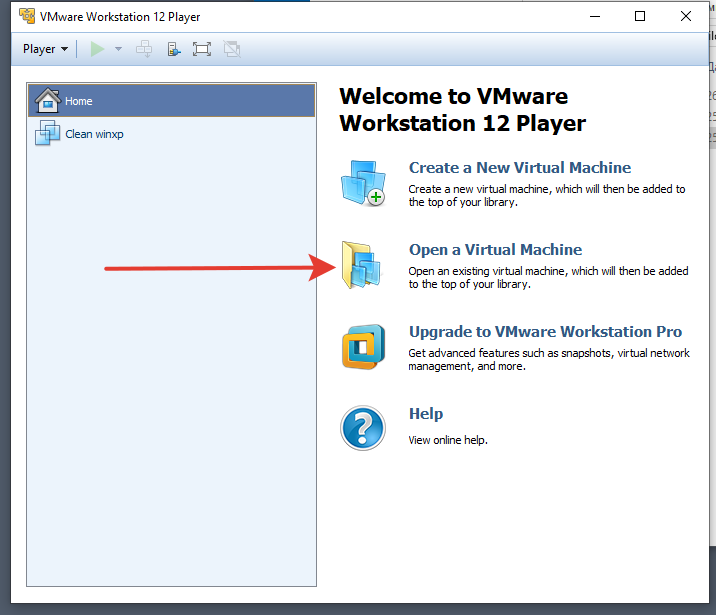 VMware Workstation 12 Player
Player
Home
Clean winxp
Welcome to VMware
Workstation 12 Player
Create a New Virtual Machine
Create a new virtual machine, which will then be added to
the top of your library.
Open a Virtual Machine
Open an existing virtual machine, which will then be added
to the top of your library.
Upgrade to VMware Workstation Pro
Get advanced features such as snapshots, virtual network
management, and more.
Help
View online help.